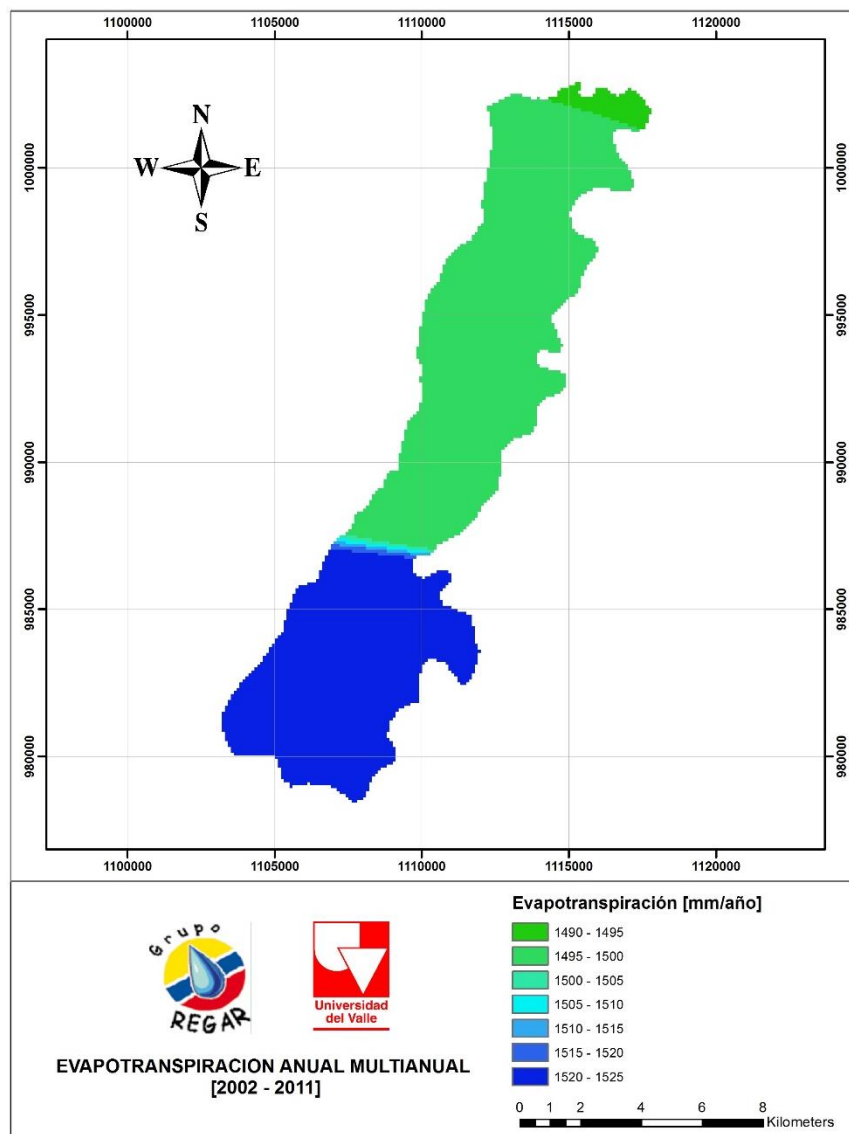 1100000 1105000 1110000 1115000 1120000
N
W E
S
1000000 1000000
995000 995000
990000 990000
985000 985000
980000 980000
1100000 1105000 1110000 1115000 1120000
Grupo
REGAR
Universidad
del Valle
EVAPOTRANSPIRACION ANUAL MULTIANUAL
[2002 - 2011]
Evapotranspiración [mm/año]
1490 - 1495
1495 - 1500
1500 - 1505
1505 - 1510
1510 - 1515
1515 - 1520
1520 - 1525
0 1 2 4 6 8
Kilometers